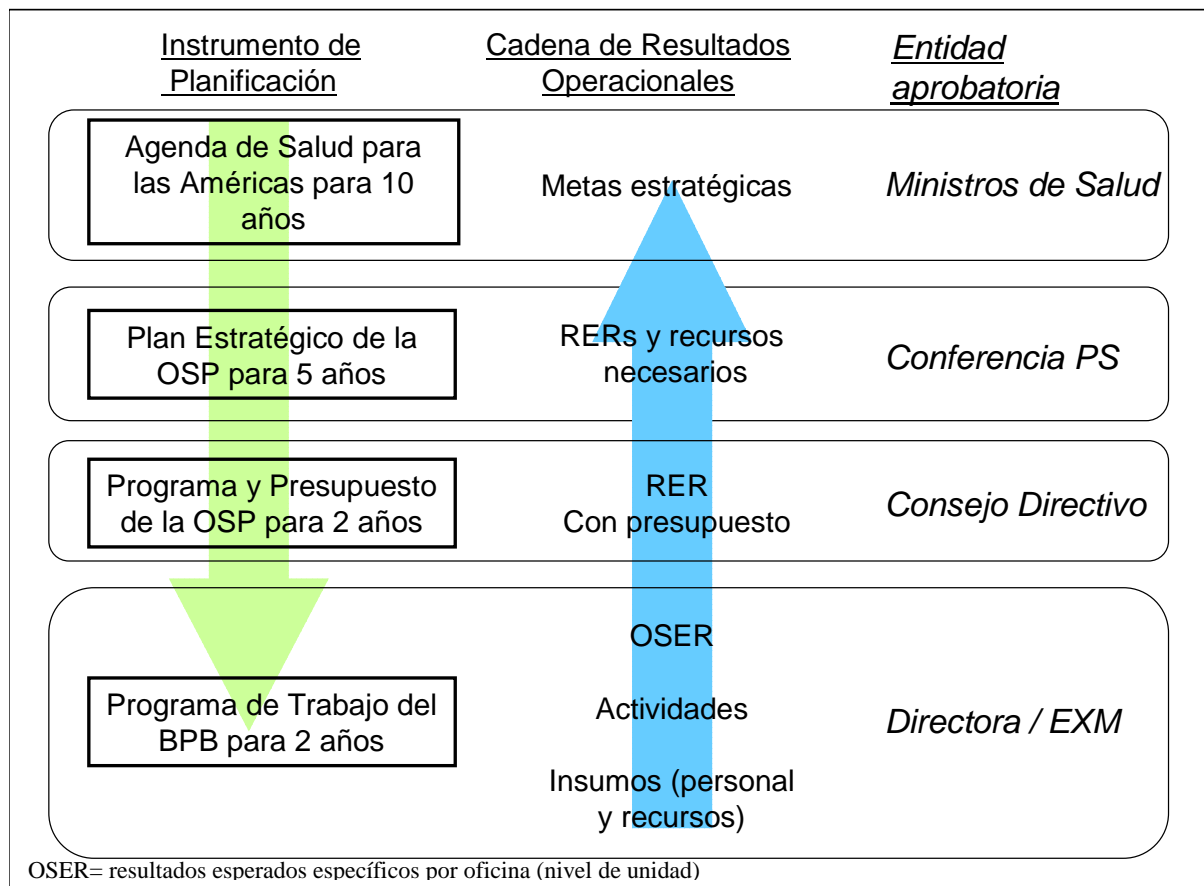 Instrumento de
Planificación
Cadena de Resultados
Operacionales
Entidad
aprobatoria
Agenda de Salud para
las Américas para 10
años
Metas estratégicas
Ministros de Salud
Plan Estratégico de la
OSP para 5 años
RERs y recursos
necesarios
Conferencia PS
Programa y Presupuesto
de la OSP para 2 años
RER
Con presupuesto
Consejo Directivo
Programa de Trabajo del
BPB para 2 años
OSER
Actividades
Insumos (personal
y recursos)
Directora / EXM
OSER= resultados esperados específicos por oficina (nivel de unidad)